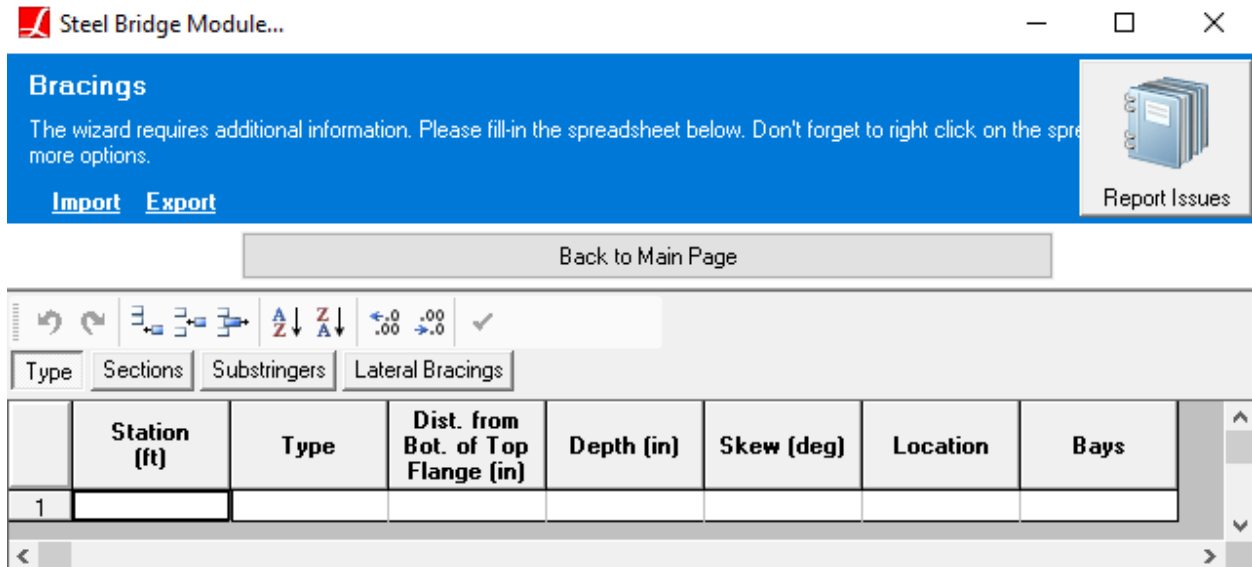 Steel Bridge Module...
Bracings
The wizard requires additional information. Please fill-in the spreadsheet below. Don't forget to right click on the spre
more options.
Import Export
Report Issues
Back to Main Page
Type Sections Substringers Lateral Bracings
Station
(ft)
Type
Dist. from
Bot. of Top
Flange (in)
Depth (in)
Skew (deg)
Location
Bays
1